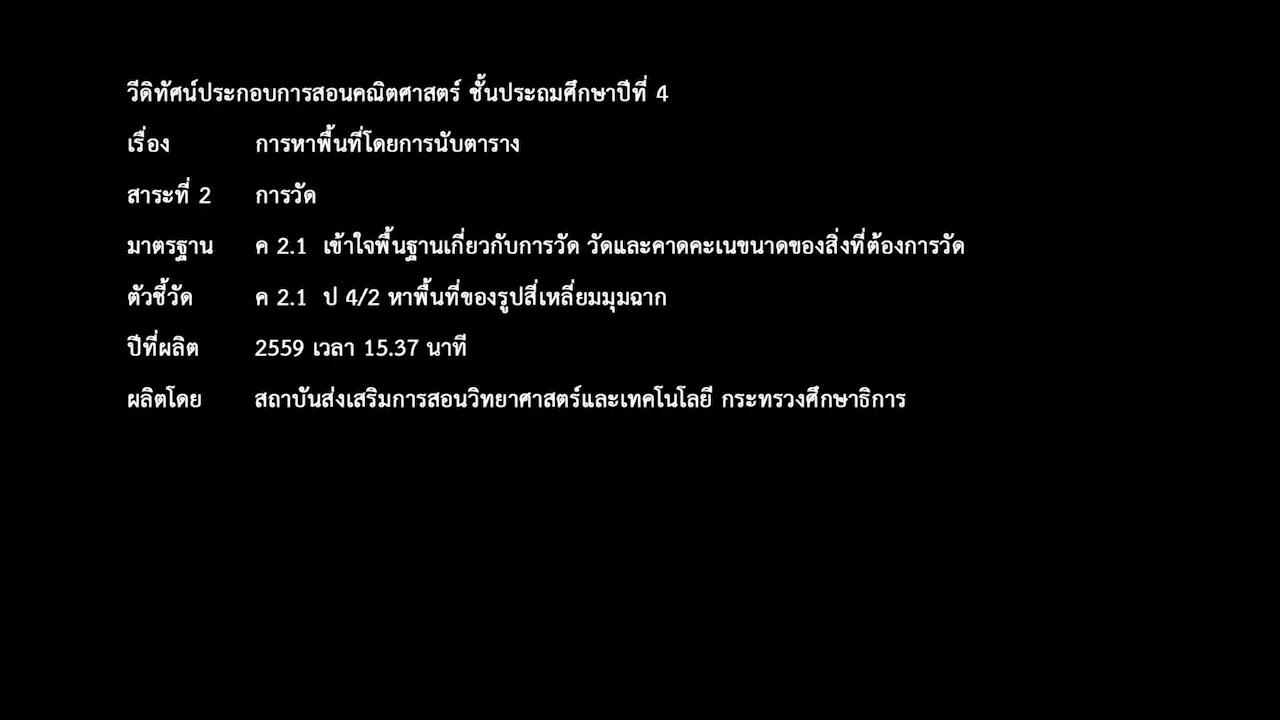 วีดิทัศน์ประกอบการสอนคณิตศาสตร์ ชั้นประถมศึกษาปีที่ 4
เรื่อง การหาพื้นที่โดยการนับตาราง
สาระที่ 2 การวัด
มาตรฐาน ค 2.1 เข้าใจพื้นฐานเกี่ยวกับการวัด วัดและคาดคะเนขนาดของสิ่งที่ต้องการวัด
ตัวชี้วัด ค 2.1 ป 4/2 หาพื้นที่ของรูปสี่เหลี่ยมมุมฉาก
ปีที่ผลิต 2559 เวลา 15.37 นาที
ผลิตโดย สถาบันส่งเสริมการสอนวิทยาศาสตร์และเทคโนโลยี กระทรวงศึกษาธิการ